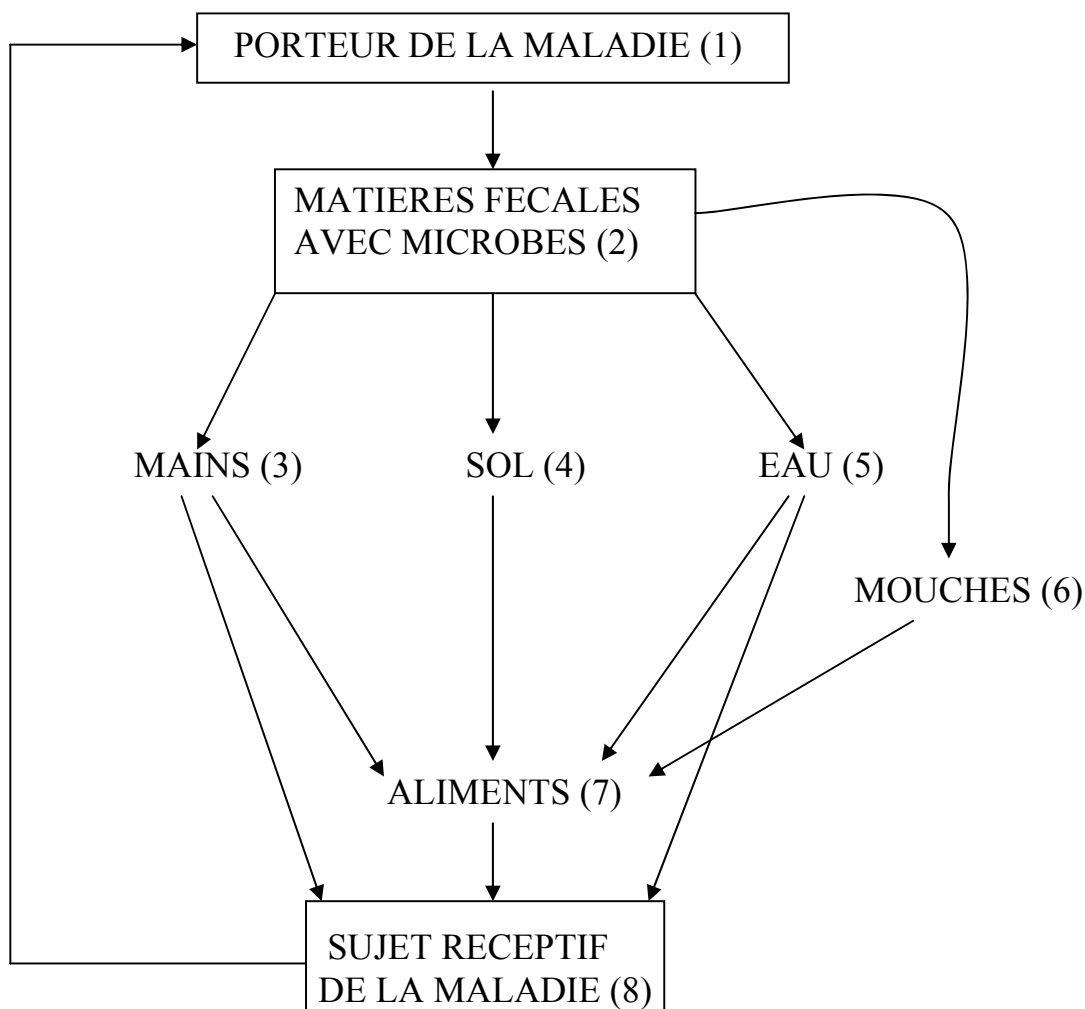 PORTEUR DE LA MALADIE (1)
MATIERES FECALES
AVEC MICROBES (2)
MAINS (3)
SOL (4)
EAU (5)
MOUCHES (6)
ALIMENTS (7)
SUJET RECEPTIF
DE LA MALADIE (8)